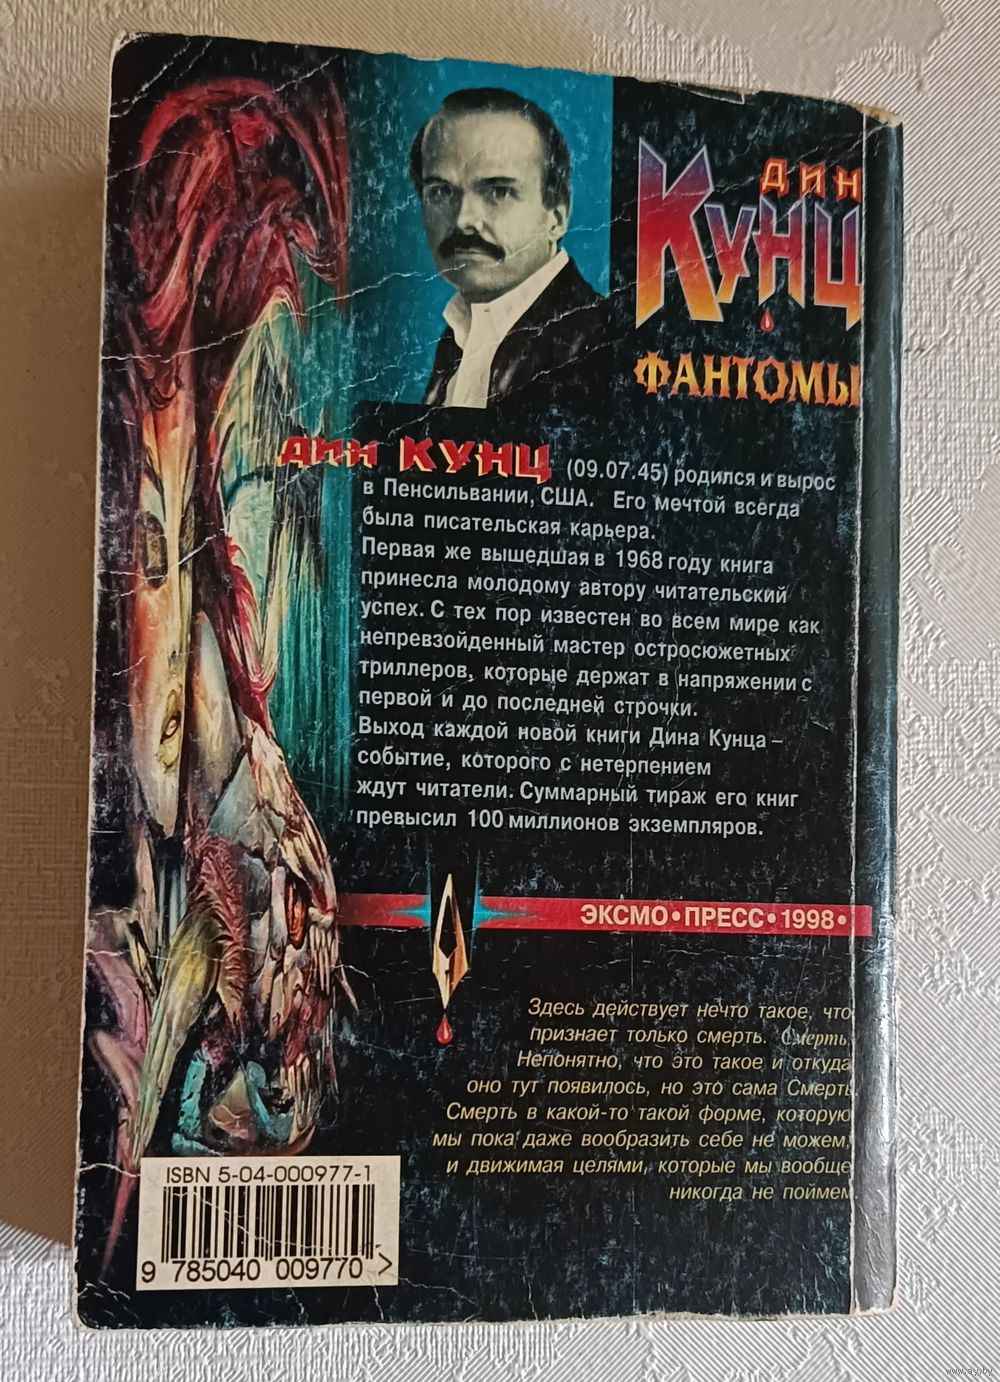 ДИН
КУНЦ
ФАНТОМЫ
ДИН КУНЦ (09.07.45) родился и вырос
в Пенсильвании, США. Его мечтой всегда
была писательская карьера.
Первая же вышедшая в 1968 году книга
принесла молодому автору читательский
успех. С тех пор известен во всем мире как
непревзойденный мастер остросюжетных
триллеров, которые держат в напряжении с
первой и до последней строчки.
Выход каждой новой книги Дина Кунца –
событие, которого с нетерпением
ждут читатели. Суммарный тираж его книг
превысил 100 миллионов экземпляров.
ЭКСМО•ПРЕСС•1998•
Здесь действует нечто такое, что
признает только смерть. Смерть.
Непонятно, что это такое и откуда
оно тут появилось, но это сама Смерть.
Смерть в какой-то такой форме, которую
мы пока даже вообразить себе не можем,
и движимая целями, которые мы вообще
никогда не поймем.
ISBN 5-04-000977-1
9 785040 009770 >
www.ay.by